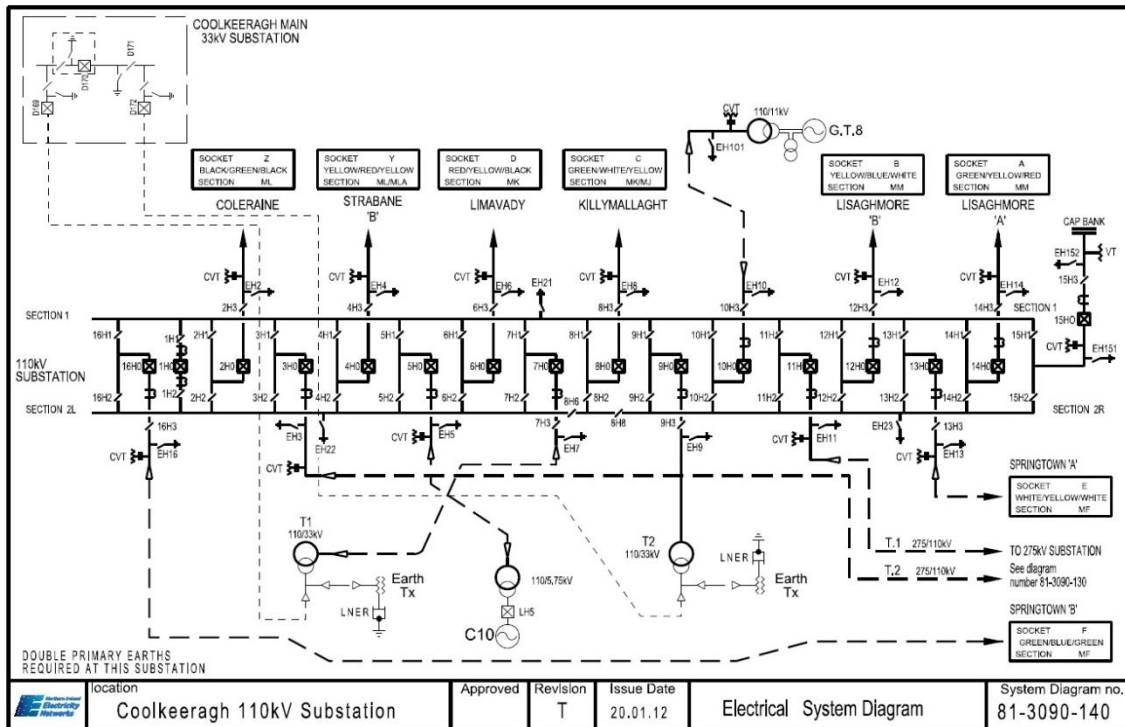 COOLKEERAGH MAIN
33kV SUBSTATION
D171
D170
D169
D172
CVT
110/11kV
G.T.8
EH101
SOCKET Z
BLACK/GREEN/BLACK
SECTION ML
COLERAINE
SOCKET Y
YELLOW/RED/YELLOW
SECTION ML/MLA
STRABANE
'B'
SOCKET D
RED/YELLOW/BLACK
SECTION MK
LIMAVADY
SOCKET C
GREEN/WHITE/YELLOW
SECTION MK/MJ
KILLYMALLAGHT
SOCKET B
YELLOW/BLUE/WHITE
SECTION MM
LISAGHMORE
'B'
SOCKET A
GREEN/YELLOW/RED
SECTION MM
LISAGHMORE
'A'
CAP BANK
EH152
VT
15H3
15H0
CVT
EH151
CVT CVT CVT CVT CVT CVT
EH2 EH4 EH6 EH21 EH8 EH10 EH12 EH14
2H3 4H3 6H3 8H3 10H3 12H3 14H3
SECTION 1 SECTION 1
16H1 1H1 2H1 3H1 4H1 5H1 6H1 7H1 8H1 9H1 10H1 11H1 12H1 13H1 14H1 15H1
110kV
SUBSTATION
16H0 1H0 2H0 3H0 4H0 5H0 6H0 7H0 8H0 9H0 10H0 11H0 12H0 13H0 14H0
16H2 1H2 2H2 3H2 4H2 5H2 6H2 7H2 8H2 9H2 10H2 11H2 12H2 13H2 14H2 15H2
SECTION 2L 8H6 8H8 SECTION 2R
16H3 7H3 9H3 13H3
EH16 EH3 EH22 EH5 EH7 EH9 EH11 EH23 EH13
CVT CVT CVT CVT CVT
SPRINGTOWN 'A'
SOCKET E
WHITE/YELLOW/WHITE
SECTION MF
T1
110/33kV
T2
110/33kV
LNER
Earth
Tx
110/5,75kV
LH5
C10
LNER
Earth
Tx
T.1 275/110kV
TO 275kV SUBSTATION
T.2 275/110kV
See diagram
number 81-3090-130
SPRINGTOWN 'B'
SOCKET F
GREEN/BLUE/GREEN
SECTION MF
DOUBLE PRIMARY EARTHS
REQUIRED AT THIS SUBSTATION
Northern Ireland
Electricity
Networks
location
Coolkeeragh 110kV Substation
Approved
Revision
T
Issue Date
20.01.12
Electrical System Diagram
System Diagram no.
81-3090-140